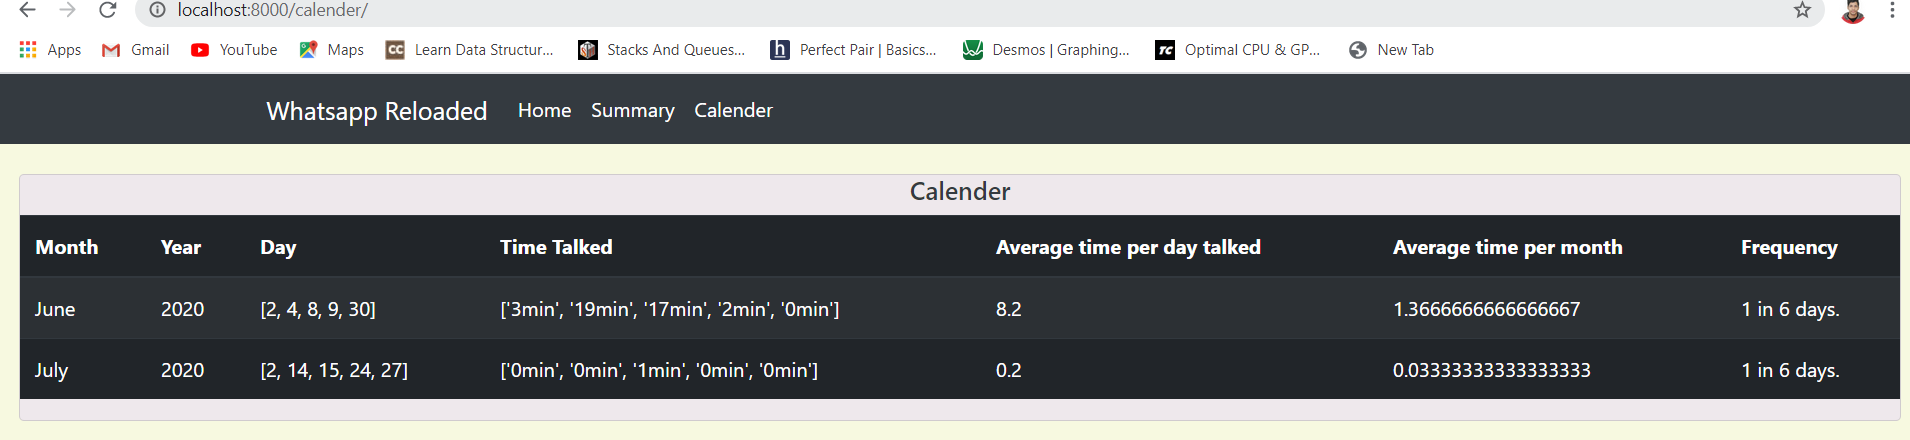 localhost:8000/calender/
Apps Gmail YouTube Maps Learn Data Structur... Stacks And Queues... Perfect Pair | Basics... Desmos | Graphing... Optimal CPU & GP... New Tab
Whatsapp Reloaded Home Summary Calender
Calender
Month Year Day Time Talked Average time per day talked Average time per month Frequency
June 2020 [2, 4, 8, 9, 30] ['3min', '19min', '17min', '2min', '0min'] 8.2 1.3666666666666667 1 in 6 days.
July 2020 [2, 14, 15, 24, 27] ['0min', '0min', '1min', '0min', '0min'] 0.2 0.03333333333333333 1 in 6 days.